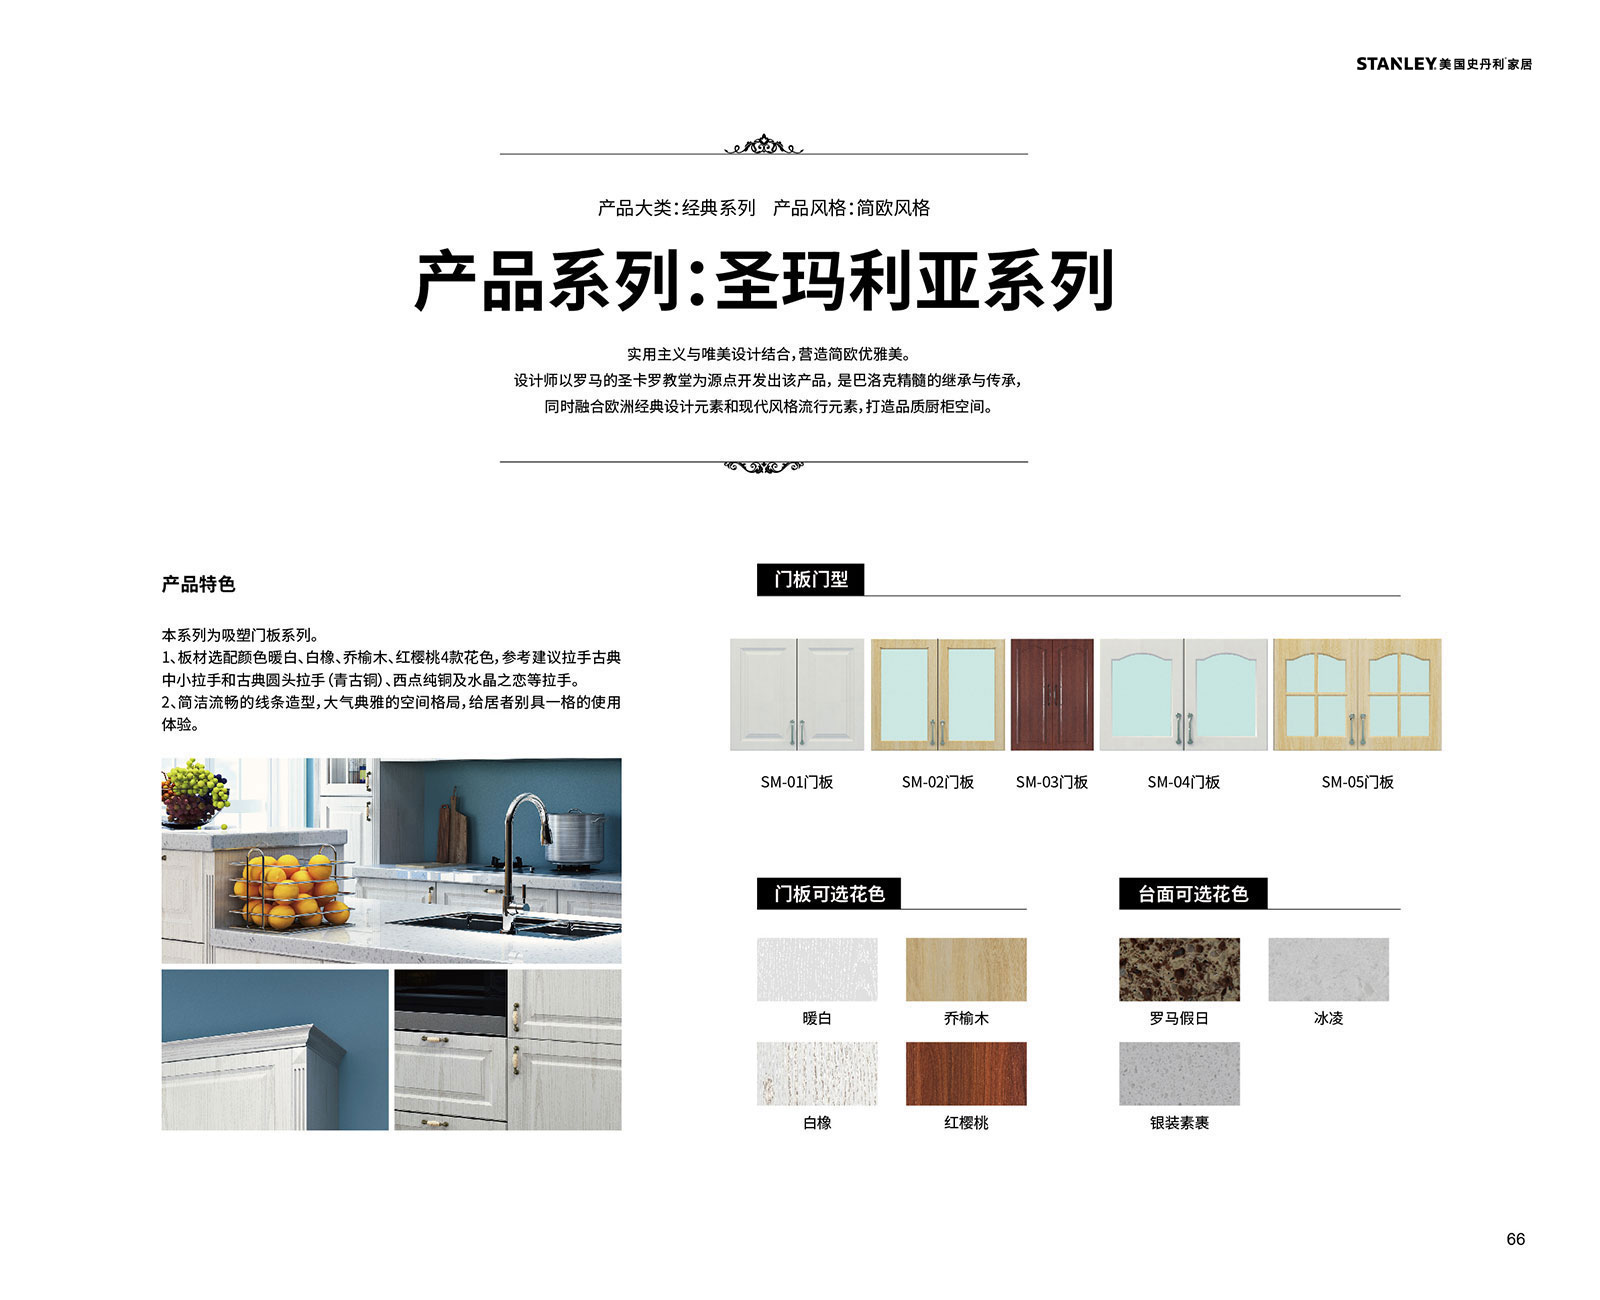 STANLEY. 美国史丹利家居
产品大类：经典系列 产品风格：简欧风格
产品系列：圣玛利亚系列
实用主义与唯美设计结合，营造简欧优雅美。
设计师以罗马的圣卡罗教堂为源点开发出该产品，是巴洛克精髓的继承与传承，
同时融合欧洲经典设计元素和现代风格流行元素，打造品质厨柜空间。
产品特色
本系列为吸塑门板系列。
1、板材选配颜色暖白、白橡、乔榆木、红樱桃4款花色，参考建议拉手古典
中小拉手和古典圆头拉手（青古铜）、西点纯铜及水晶之恋等拉手。
2、简洁流畅的线条造型，大气典雅的空间格局，给居者别具一格的使用
体验。
门板门型
SM-01门板 SM-02门板 SM-03门板 SM-04门板 SM-05门板
门板可选花色
暖白 乔榆木
白橡 红樱桃
台面可选花色
罗马假日 冰凌
银装素裹
66